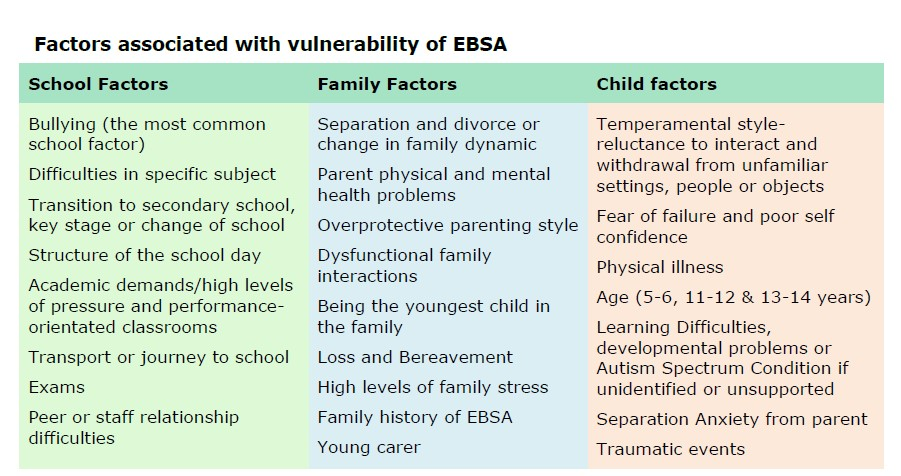 Factors associated with vulnerability of EBSA
School Factors
Bullying (the most common
school factor)
Difficulties in specific subject
Transition to secondary school,
key stage or change of school
Structure of the school day
Academic demands/high levels
of pressure and performance-
orientated classrooms
Transport or journey to school
Exams
Peer or staff relationship
difficulties
Family Factors
Separation and divorce or
change in family dynamic
Parent physical and mental
health problems
Overprotective parenting style
Dysfunctional family
interactions
Being the youngest child in
the family
Loss and Bereavement
High levels of family stress
Family history of EBSA
Young carer
Child factors
Temperamental style-
reluctance to interact and
withdrawal from unfamiliar
settings, people or objects
Fear of failure and poor self
confidence
Physical illness
Age (5-6, 11-12 & 13-14 years)
Learning Difficulties,
developmental problems or
Autism Spectrum Condition if
unidentified or unsupported
Separation Anxiety from parent
Traumatic events